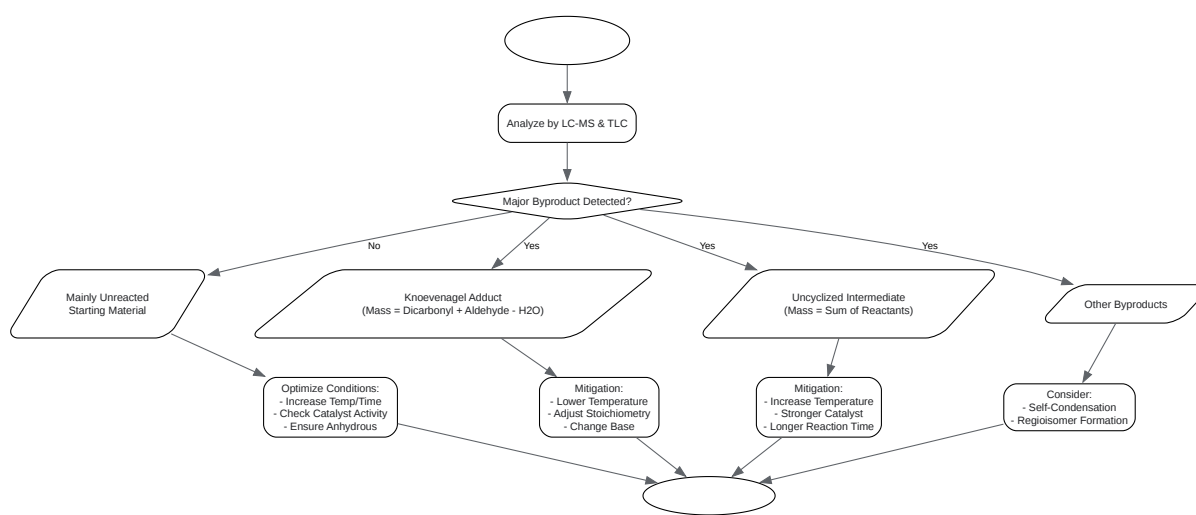 Analyze by LC-MS & TLC
Major Byproduct Detected?
No
Yes
Yes
Yes
Mainly Unreacted
Starting Material
Knoevenagel Adduct
(Mass = Dicarbonyl + Aldehyde - H2O)
Uncyclized Intermediate
(Mass = Sum of Reactants)
Other Byproducts
Optimize Conditions:
- Increase Temp/Time
- Check Catalyst Activity
- Ensure Anhydrous
Mitigation:
- Lower Temperature
- Adjust Stoichiometry
- Change Base
Mitigation:
- Increase Temperature
- Stronger Catalyst
- Longer Reaction Time
Consider:
- Self-Condensation
- Regioisomer Formation